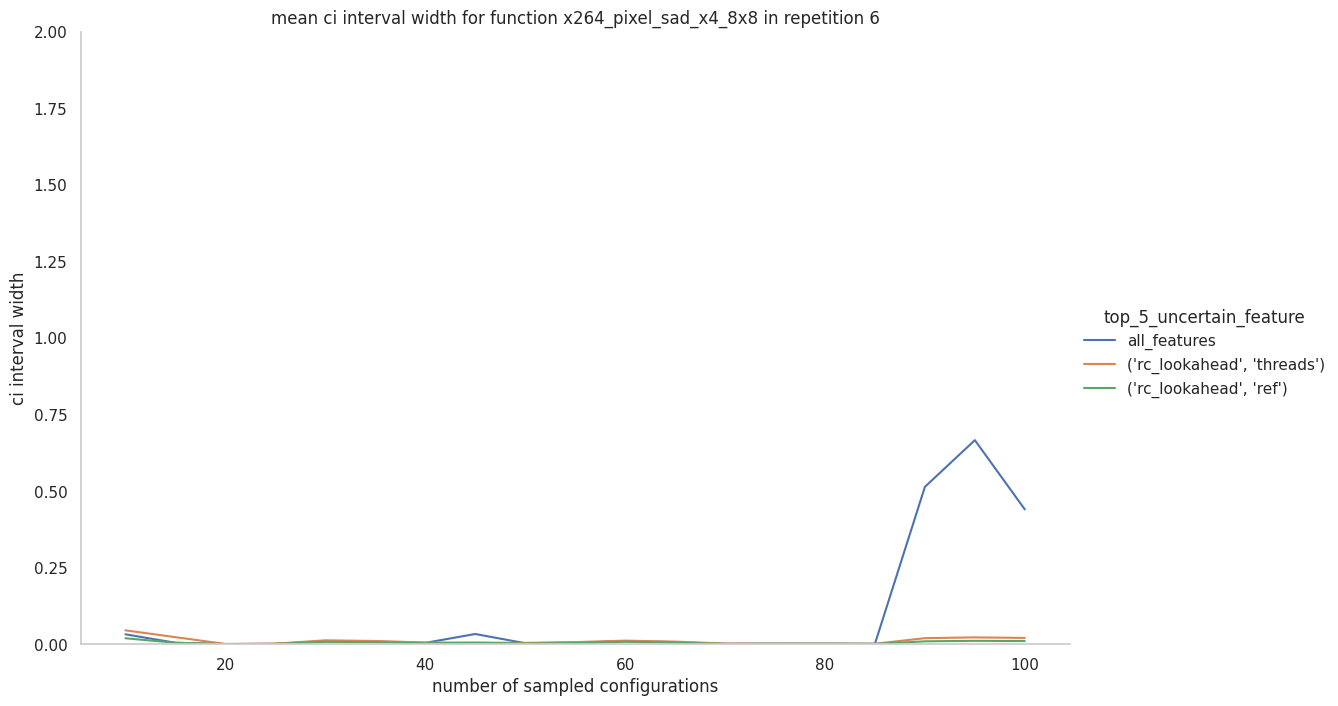 mean ci interval width for function x264_pixel_sad_x4_8x8 in repetition 6
2.00
1.75
1.50
1.25
1.00
0.75
0.50
0.25
0.00
ci interval width
20
40
60
80
100
number of sampled configurations
top_5_uncertain_feature
all_features
('rc_lookahead', 'threads')
('rc_lookahead', 'ref')